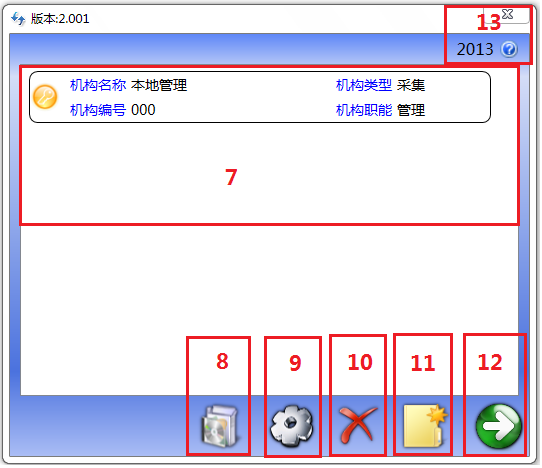 版本:2.001
13
2013
机构名称 本地管理 机构类型 采集
机构编号 000 机构职能 管理
7
8 9 10 11 12